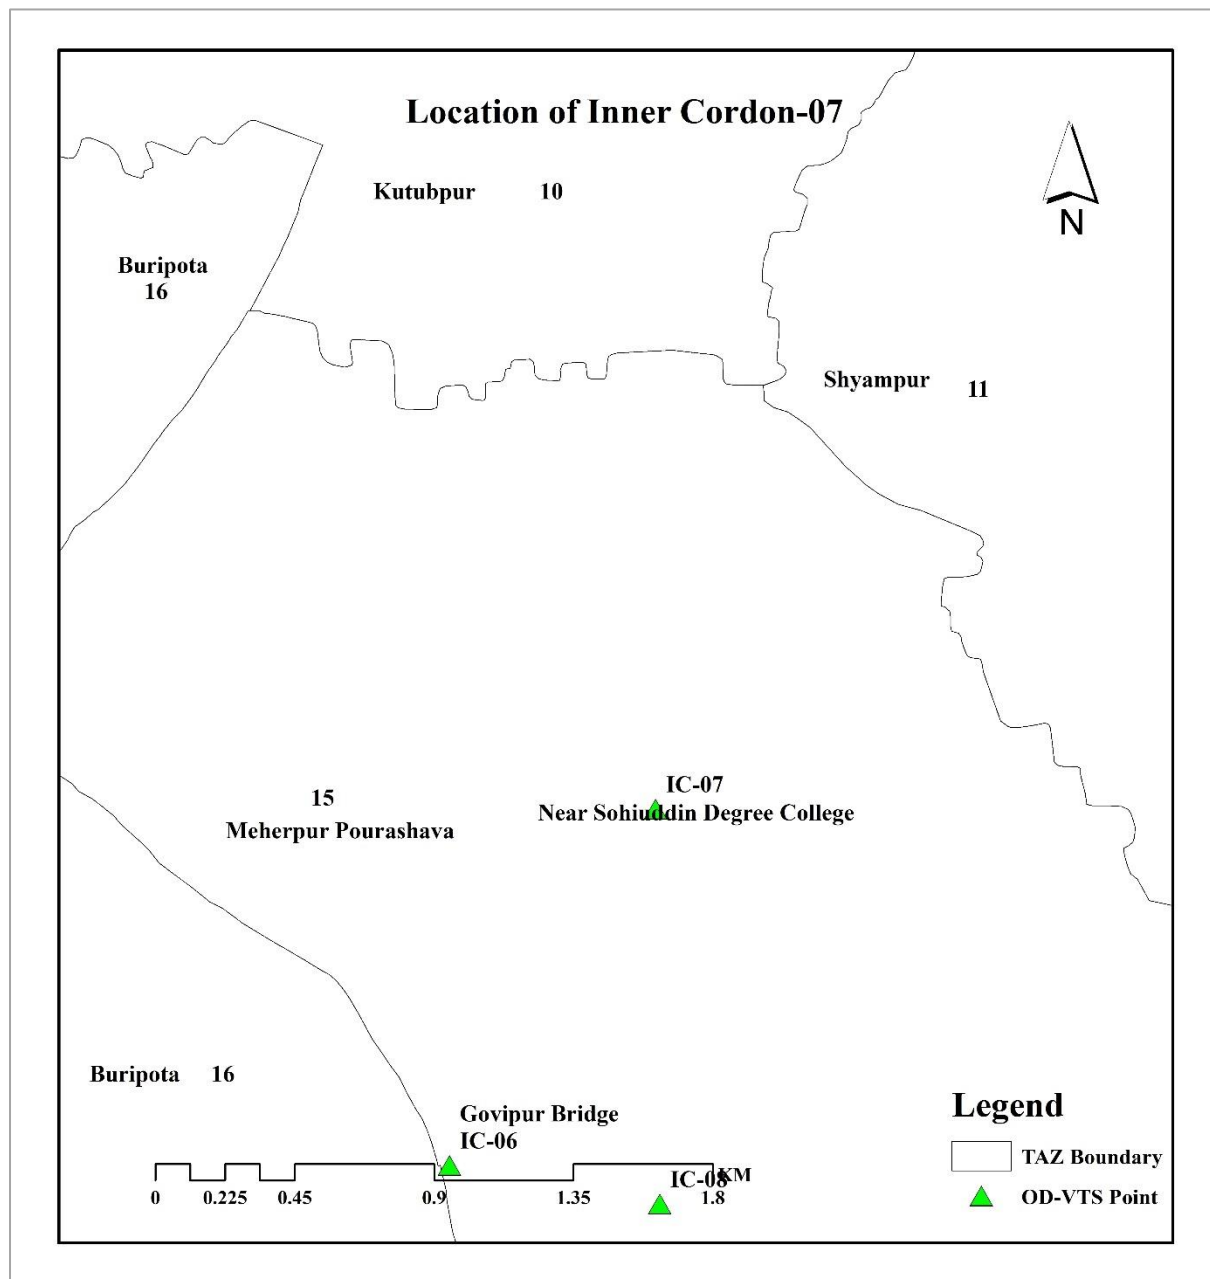 Location of Inner Cordon-07
Kutubpur 10
N
Buripota
16
Shyampur 11
IC-07
15
Near Sohiuddin Degree College
Meherpur Pourashava
Buripota 16
Legend
Govipur Bridge
IC-06
TAZ Boundary
IC-08
KM
0 0.225 0.45 0.9 1.35 1.8
OD-VTS Point